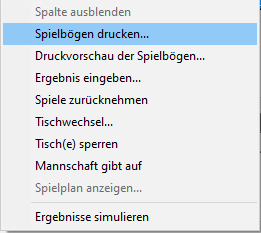 Spalte ausblenden
Spielbögen drucken...
Druckvorschau der Spielbögen...
Ergebnis eingeben...
Spiele zurücknehmen
Tischwechsel...
Tisch(e) sperren
Mannschaft gibt auf
Spielplan anzeigen...
Ergebnisse simulieren